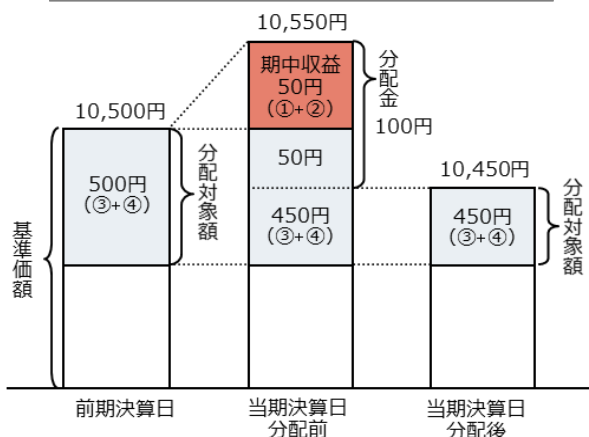 10,550円
期中収益
50円
(①+②)
分配金
100円
10,500円
500円
(③+④)
分配対象額
50円
450円
(③+④)
10,450円
450円
(③+④)
分配対象額
基準価額
前期決算日
当期決算日
分配前
当期決算日
分配後